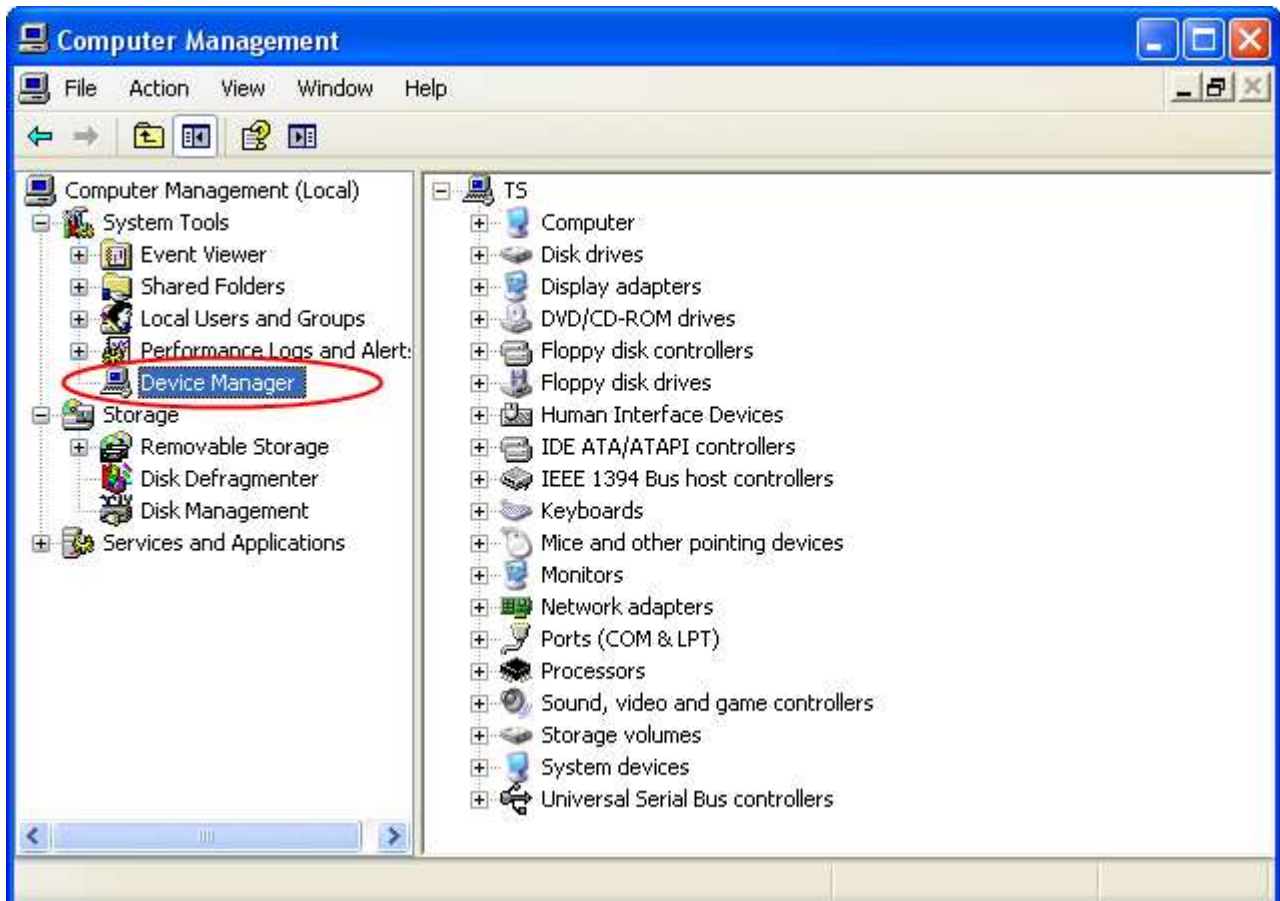 Computer Management
File Action View Window Help
Computer Management (Local)
System Tools
Event Viewer
Shared Folders
Local Users and Groups
Performance Logs and Alert
Device Manager
Storage
Removable Storage
Disk Defragmenter
Disk Management
Services and Applications
TS
Computer
Disk drives
Display adapters
DVD/CD-ROM drives
Floppy disk controllers
Floppy disk drives
Human Interface Devices
IDE ATA/ATAPI controllers
IEEE 1394 Bus host controllers
Keyboards
Mice and other pointing devices
Monitors
Network adapters
Ports (COM & LPT)
Processors
Sound, video and game controllers
Storage volumes
System devices
Universal Serial Bus controllers